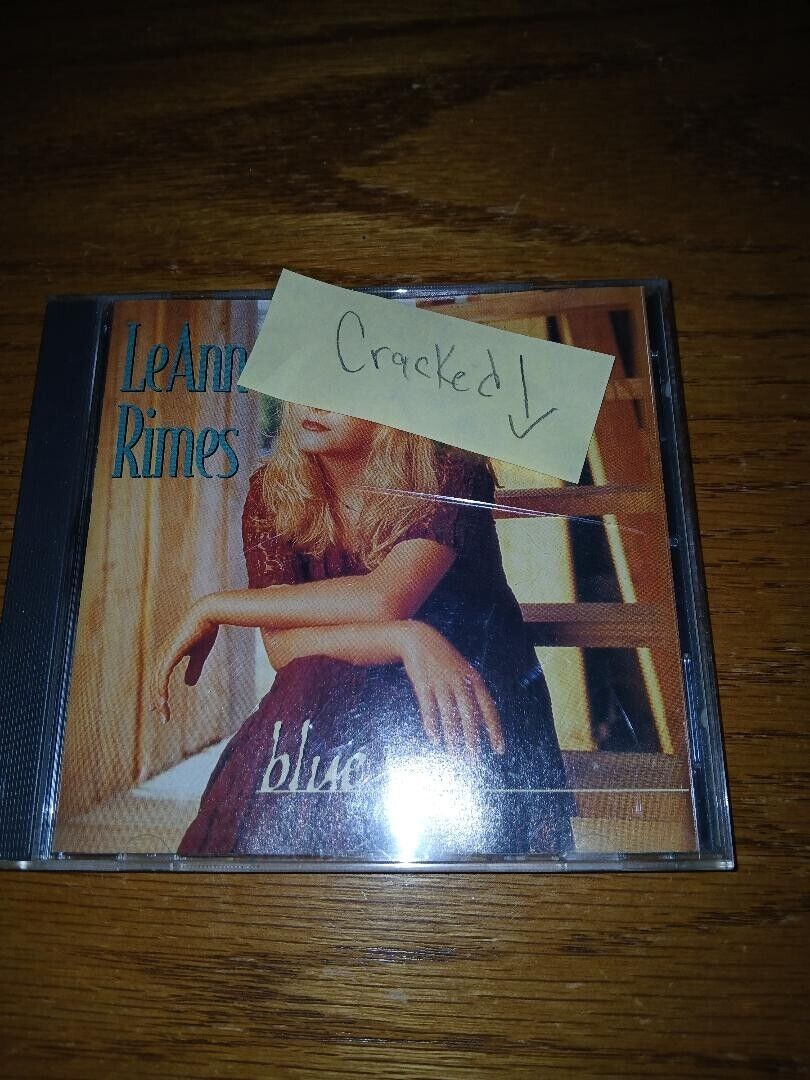 LeAnn
Rimes
Cracked
blue